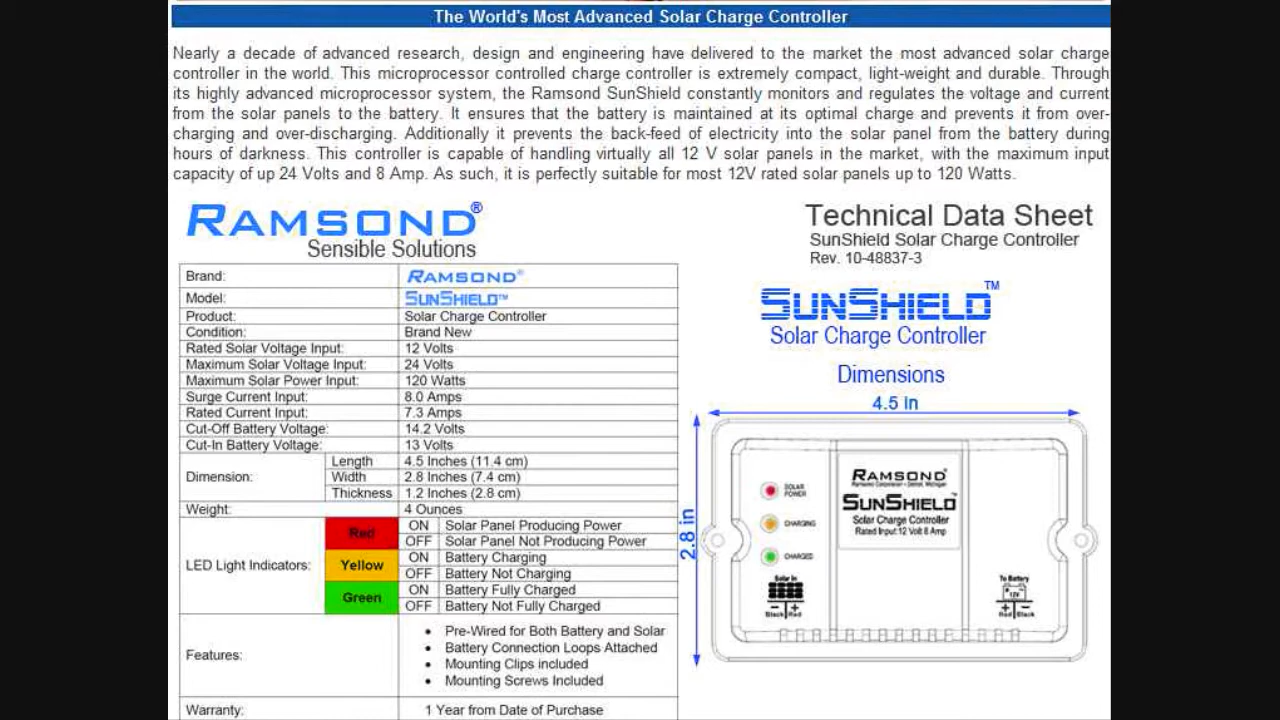 The World's Most Advanced Solar Charge Controller
Nearly a decade of advanced research, design and engineering have delivered to the market the most advanced solar charge
controller in the world. This microprocessor controlled charge controller is extremely compact, light-weight and durable. Through
its highly advanced microprocessor system, the Ramsond SunShield constantly monitors and regulates the voltage and current
from the solar panels to the battery. It ensures that the battery is maintained at its optimal charge and prevents it from over-
charging and over-discharging. Additionally it prevents the back-feed of electricity into the solar panel from the battery during
hours of darkness. This controller is capable of handling virtually all 12 V solar panels in the market, with the maximum input
capacity of up 24 Volts and 8 Amp. As such, it is perfectly suitable for most 12V rated solar panels up to 120 Watts.
RAMSOND®
Sensible Solutions
Technical Data Sheet
SunShield Solar Charge Controller
Rev. 10-48837-3
Brand: RAMSOND®
Model: SUNSHIELD™
Product: Solar Charge Controller
Condition: Brand New
Rated Solar Voltage Input: 12 Volts
Maximum Solar Voltage Input: 24 Volts
Maximum Solar Power Input: 120 Watts
Surge Current Input: 8.0 Amps
Rated Current Input: 7.3 Amps
Cut-Off Battery Voltage: 14.2 Volts
Cut-In Battery Voltage: 13 Volts
Dimension: Length 4.5 Inches (11.4 cm)
Width 2.8 Inches (7.4 cm)
Thickness 1.2 Inches (2.8 cm)
Weight: 4 Ounces
LED Light Indicators:
Red ON Solar Panel Producing Power
OFF Solar Panel Not Producing Power
Yellow ON Battery Charging
OFF Battery Not Charging
Green ON Battery Fully Charged
OFF Battery Not Fully Charged
Features:
• Pre-Wired for Both Battery and Solar
• Battery Connection Loops Attached
• Mounting Clips included
• Mounting Screws Included
Warranty: 1 Year from Date of Purchase
SUNSHIELD™
Solar Charge Controller
Dimensions
4.5 in
2.8 in
SOLAR
POWER
CHARGING
CHARGED
RAMSOND®
Ramsond Corporation - Detroit, Michigan
SUNSHIELD™
Solar Charge Controller
Rated Input:12 Volt 8 Amp
Solar In
− +
Black Red
To Battery
12V
+ −
Red Black